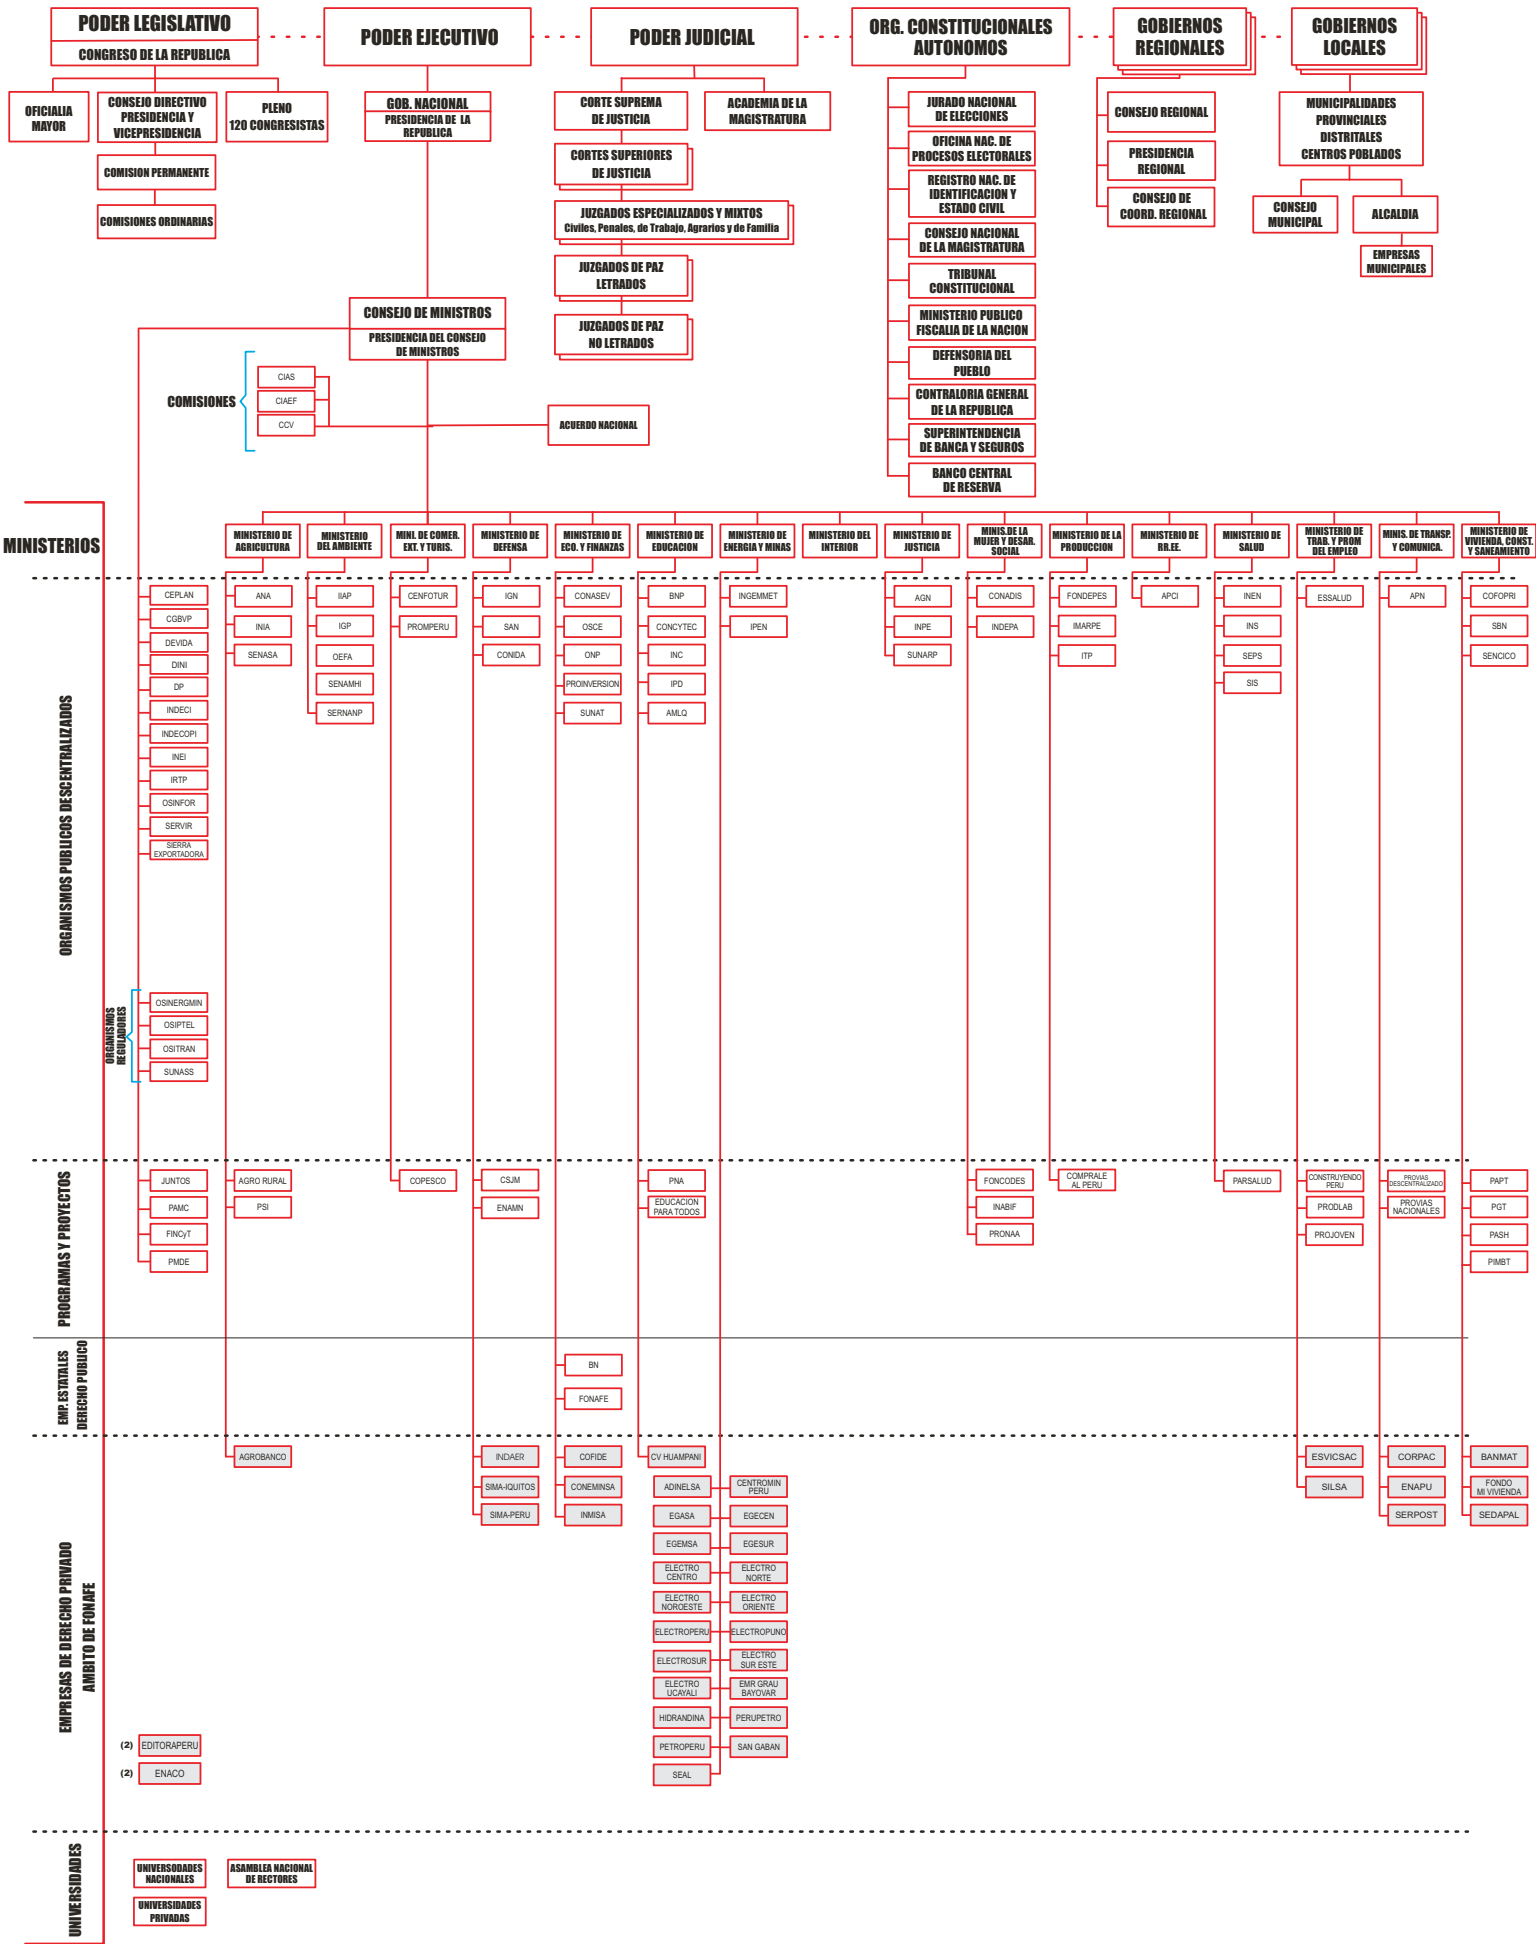 PODER LEGISLATIVO
CONGRESO DE LA REPUBLICA
PODER EJECUTIVO
PODER JUDICIAL
ORG. CONSTITUCIONALES
AUTONOMOS
GOBIERNOS
REGIONALES
GOBIERNOS
LOCALES
OFICIALIA
MAYOR
CONSEJO DIRECTIVO
PRESIDENCIA Y
VICEPRESIDENCIA
PLENO
120 CONGRESISTAS
COMISION PERMANENTE
COMISIONES ORDINARIAS
GOB. NACIONAL
PRESIDENCIA DE LA
REPUBLICA
CORTE SUPREMA
DE JUSTICIA
ACADEMIA DE LA
MAGISTRATURA
CORTES SUPERIORES
DE JUSTICIA
JUZGADOS ESPECIALIZADOS Y MIXTOS
Civiles, Penales, de Trabajo, Agrarios y de Familia
JUZGADOS DE PAZ
LETRADOS
JUZGADOS DE PAZ
NO LETRADOS
JURADO NACIONAL
DE ELECCIONES
OFICINA NAC. DE
PROCESOS ELECTORALES
REGISTRO NAC. DE
IDENTIFICACION Y
ESTADO CIVIL
CONSEJO NACIONAL
DE LA MAGISTRATURA
TRIBUNAL
CONSTITUCIONAL
MINISTERIO PUBLICO
FISCALIA DE LA NACION
DEFENSORIA DEL
PUEBLO
CONTRALORIA GENERAL
DE LA REPUBLICA
SUPERINTENDENCIA
DE BANCA Y SEGUROS
BANCO CENTRAL
DE RESERVA
CONSEJO REGIONAL
PRESIDENCIA
REGIONAL
CONSEJO DE
COORD. REGIONAL
MUNICIPALIDADES
PROVINCIALES
DISTRITALES
CENTROS POBLADOS
CONSEJO
MUNICIPAL
ALCALDIA
EMPRESAS
MUNICIPALES
CONSEJO DE MINISTROS
PRESIDENCIA DEL CONSEJO
DE MINISTROS
COMISIONES
CIAS
CIAEF
CCV
ACUERDO NACIONAL
MINISTERIOS
MINISTERIO DE
AGRICULTURA
MINISTERIO
DEL AMBIENTE
MINI. DE COMER.
EXT. Y TURIS.
MINISTERIO DE
DEFENSA
MINISTERIO DE
ECO. Y FINANZAS
MINISTERIO DE
EDUCACION
MINISTERIO DE
ENERGIA Y MINAS
MINISTERIO DEL
INTERIOR
MINISTERIO DE
JUSTICIA
MINIS.DE LA
MUJER Y DESAR.
SOCIAL
MINISTERIO DE LA
PRODUCCION
MINISTERIO DE
RR.EE.
MINISTERIO DE
SALUD
MINISTERIO DE
TRAB. Y PROM
DEL EMPLEO
MINIS. DE TRANSP.
Y COMUNICA.
MINISTERIO DE
VIVIENDA, CONST.
Y SANEAMIENTO
ORGANISMOS PUBLICOS DESCENTRALIZADOS
CEPLAN
CGBVP
DEVIDA
DINI
DP
INDECI
INDECOPI
INEI
IRTP
OSINFOR
SERVIR
SIERRA
EXPORTADORA
ORGANISMOS
REGULADORES
OSINERGMIN
OSIPTEL
OSITRAN
SUNASS
ANA
INIA
SENASA
IIAP
IGP
OEFA
SENAMHI
SERNANP
CENFOTUR
PROMPERU
IGN
SAN
CONIDA
CONASEV
OSCE
ONP
PROINVERSION
SUNAT
BNP
CONCYTEC
INC
IPD
AMLQ
INGEMMET
IPEN
AGN
INPE
SUNARP
CONADIS
INDEPA
FONDEPES
IMARPE
ITP
APCI
INEN
INS
SEPS
SIS
ESSALUD
APN
COFOPRI
SBN
SENCICO
PROGRAMAS Y PROYECTOS
JUNTOS
PAMC
FINCyT
PMDE
AGRO RURAL
PSI
COPESCO
CSJM
ENAMN
PNA
EDUCACION
PARA TODOS
FONCODES
INABIF
PRONAA
COMPRALE
AL PERU
PARSALUD
CONSTRUYENDO
PERU
PRODLAB
PROJOVEN
PROVIAS
DESCENTRALIZADO
PROVIAS
NACIONALES
PAPT
PGT
PASH
PIMBT
EMP. ESTATALES
DERECHO PUBLICO
BN
FONAFE
EMPRESAS DE DERECHO PRIVADO
AMBITO DE FONAFE
AGROBANCO
INDAER
SIMA-IQUITOS
SIMA-PERU
COFIDE
CONEMINSA
INMISA
CV HUAMPANI
ADINELSA
CENTROMIN
PERU
EGASA
EGECEN
EGEMSA
EGESUR
ELECTRO
CENTRO
ELECTRO
NORTE
ELECTRO
NOROESTE
ELECTRO
ORIENTE
ELECTROPERU
ELECTROPUNO
ELECTROSUR
ELECTRO
SUR ESTE
ELECTRO
UCAYALI
EMR GRAU
BAYOVAR
HIDRANDINA
PERUPETRO
PETROPERU
SAN GABAN
SEAL
ESVICSAC
SILSA
CORPAC
ENAPU
SERPOST
BANMAT
FONDO
MI VIVIENDA
SEDAPAL
(2) EDITORAPERU
(2) ENACO
UNIVERSIDADES
UNIVERSODADES
NACIONALES
ASAMBLEA NACIONAL
DE RECTORES
UNIVERSIDADES
PRIVADAS